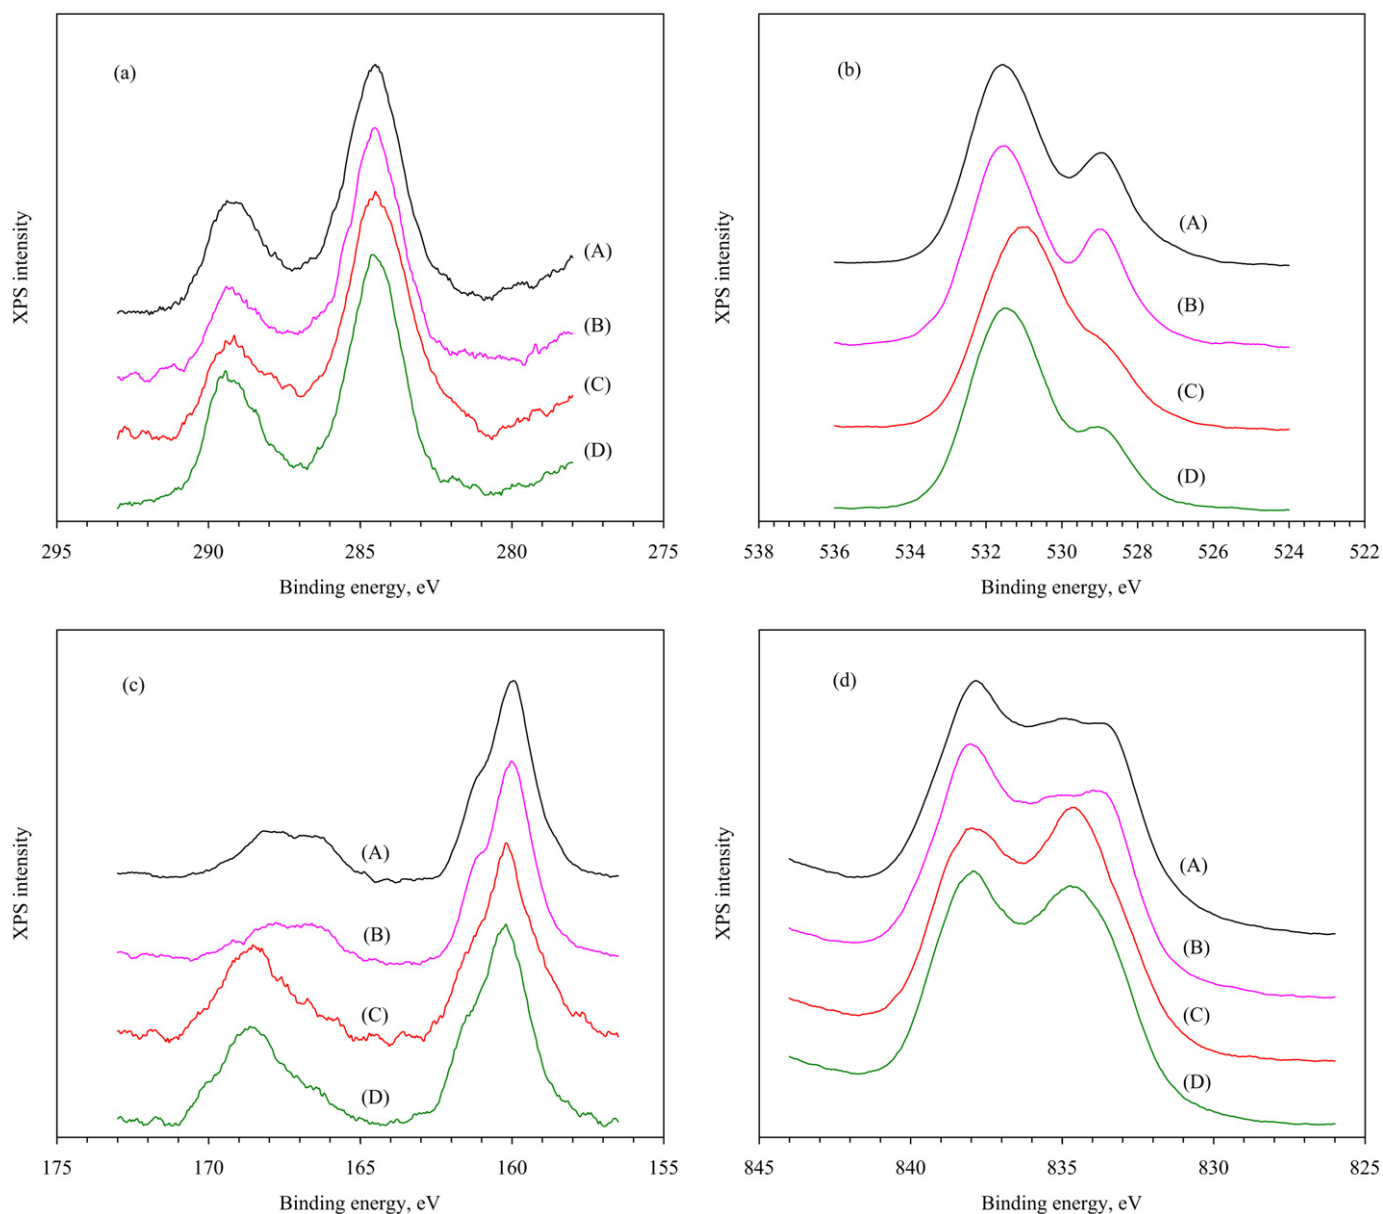 (a)
XPS intensity
(A)
(B)
(C)
(D)
295 290 285 280 275
Binding energy, eV
(b)
XPS intensity
(A)
(B)
(C)
(D)
538 536 534 532 530 528 526 524 522
Binding energy, eV
(c)
XPS intensity
(A)
(B)
(C)
(D)
175 170 165 160 155
Binding energy, eV
(d)
XPS intensity
(A)
(B)
(C)
(D)
845 840 835 830 825
Binding energy, eV